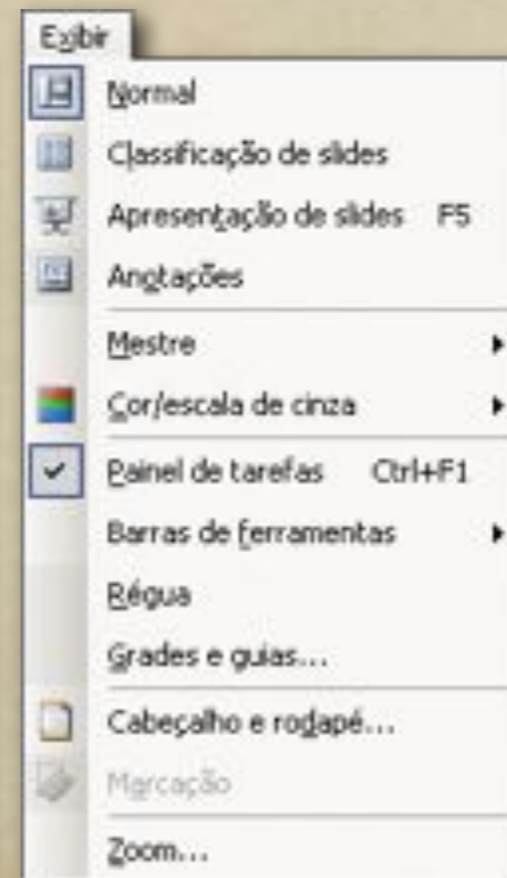 Exibir
Normal
Classificação de slides
Apresentação de slides F5
Anotações
Mestre
Cor/escala de cinza
Painel de tarefas Ctrl+F1
Barras de ferramentas
Régua
Grades e guias...
Cabeçalho e rodapé...
Marcação
Zoom...